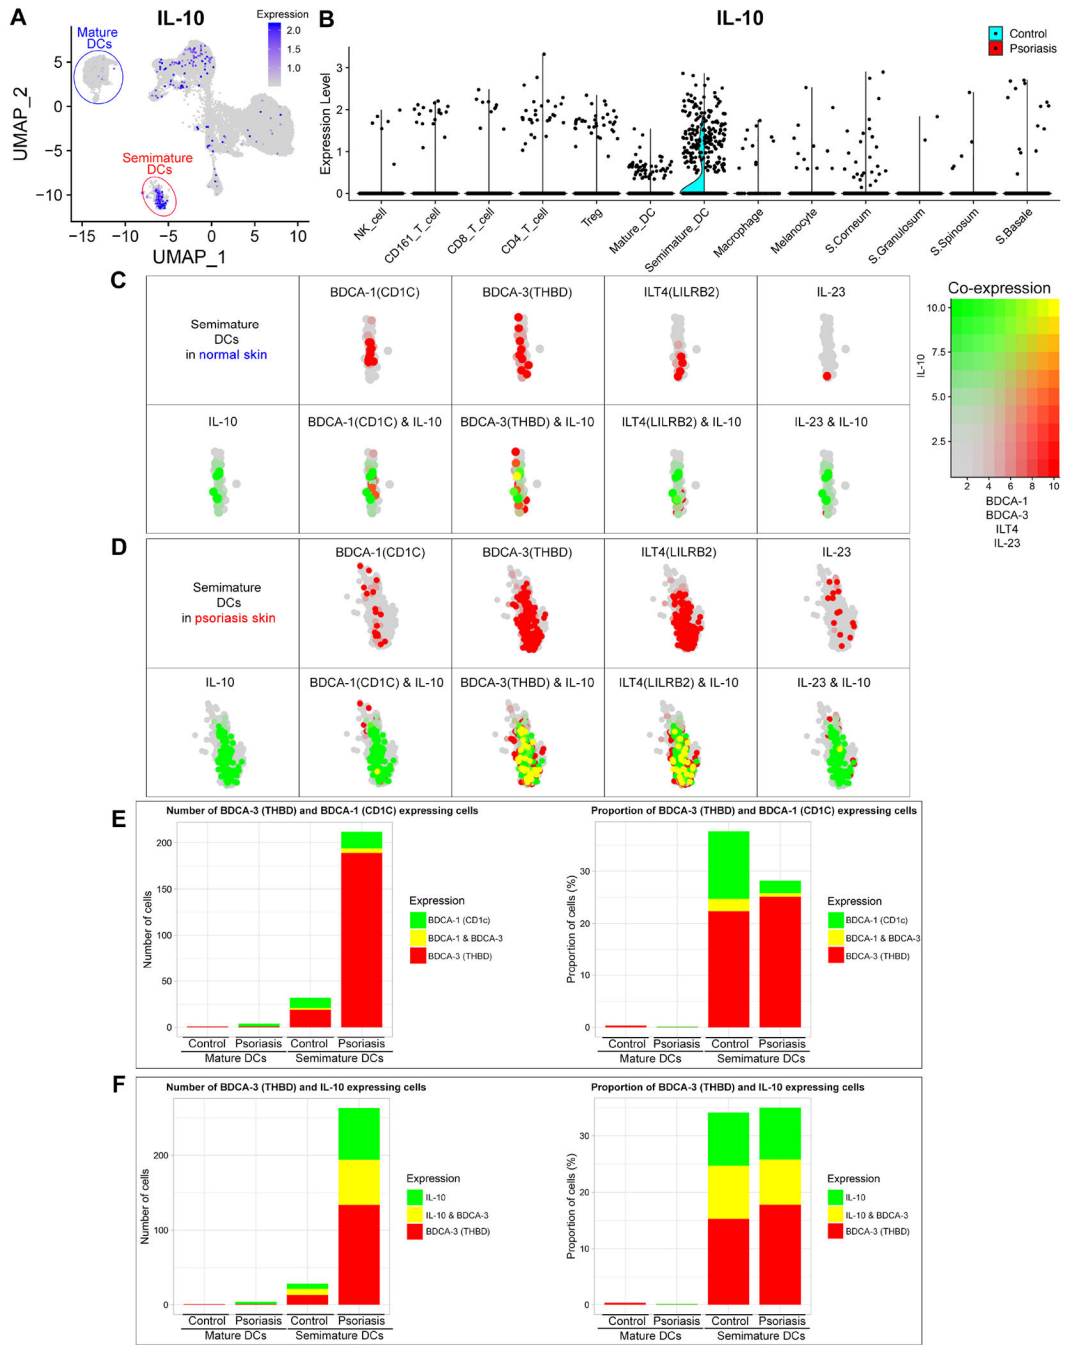 A
IL-10
Expression
2.0
1.5
1.0
Mature
DCs
Semimature
DCs
5
0
−5
−10
UMAP_2
−15
−10
−5
0
5
10
UMAP_1
B
IL-10
Control
Psoriasis
Expression Level
3
2
1
0
NK_cell
CD161_T_cell
CD8_T_cell
CD4_T_cell
Treg
Mature_DC
Semimature_DC
Macrophage
Melanocyte
S.Corneum
S.Granulosum
S.Spinosum
S.Basale
C
Semimature
DCs
in normal skin
BDCA-1(CD1C)
BDCA-3(THBD)
ILT4(LILRB2)
IL-23
IL-10
BDCA-1(CD1C) & IL-10
BDCA-3(THBD) & IL-10
ILT4(LILRB2) & IL-10
IL-23 & IL-10
Co-expression
10.0
7.5
5.0
2.5
IL-10
2 4 6 8 10
BDCA-1
BDCA-3
ILT4
IL-23
D
Semimature
DCs
in psoriasis skin
BDCA-1(CD1C)
BDCA-3(THBD)
ILT4(LILRB2)
IL-23
IL-10
BDCA-1(CD1C) & IL-10
BDCA-3(THBD) & IL-10
ILT4(LILRB2) & IL-10
IL-23 & IL-10
E
Number of BDCA-3 (THBD) and BDCA-1 (CD1C) expressing cells
Number of cells
200
150
100
50
0
Control Psoriasis Control Psoriasis
Mature DCs Semimature DCs
Expression
BDCA-1 (CD1c)
BDCA-1 & BDCA-3
BDCA-3 (THBD)
Proportion of BDCA-3 (THBD) and BDCA-1 (CD1C) expressing cells
Proportion of cells (%)
30
20
10
0
Control Psoriasis Control Psoriasis
Mature DCs Semimature DCs
Expression
BDCA-1 (CD1c)
BDCA-1 & BDCA-3
BDCA-3 (THBD)
F
Number of BDCA-3 (THBD) and IL-10 expressing cells
Number of cells
200
100
0
Control Psoriasis Control Psoriasis
Mature DCs Semimature DCs
Expression
IL-10
IL-10 & BDCA-3
BDCA-3 (THBD)
Proportion of BDCA-3 (THBD) and IL-10 expressing cells
Proportion of cells (%)
30
20
10
0
Control Psoriasis Control Psoriasis
Mature DCs Semimature DCs
Expression
IL-10
IL-10 & BDCA-3
BDCA-3 (THBD)